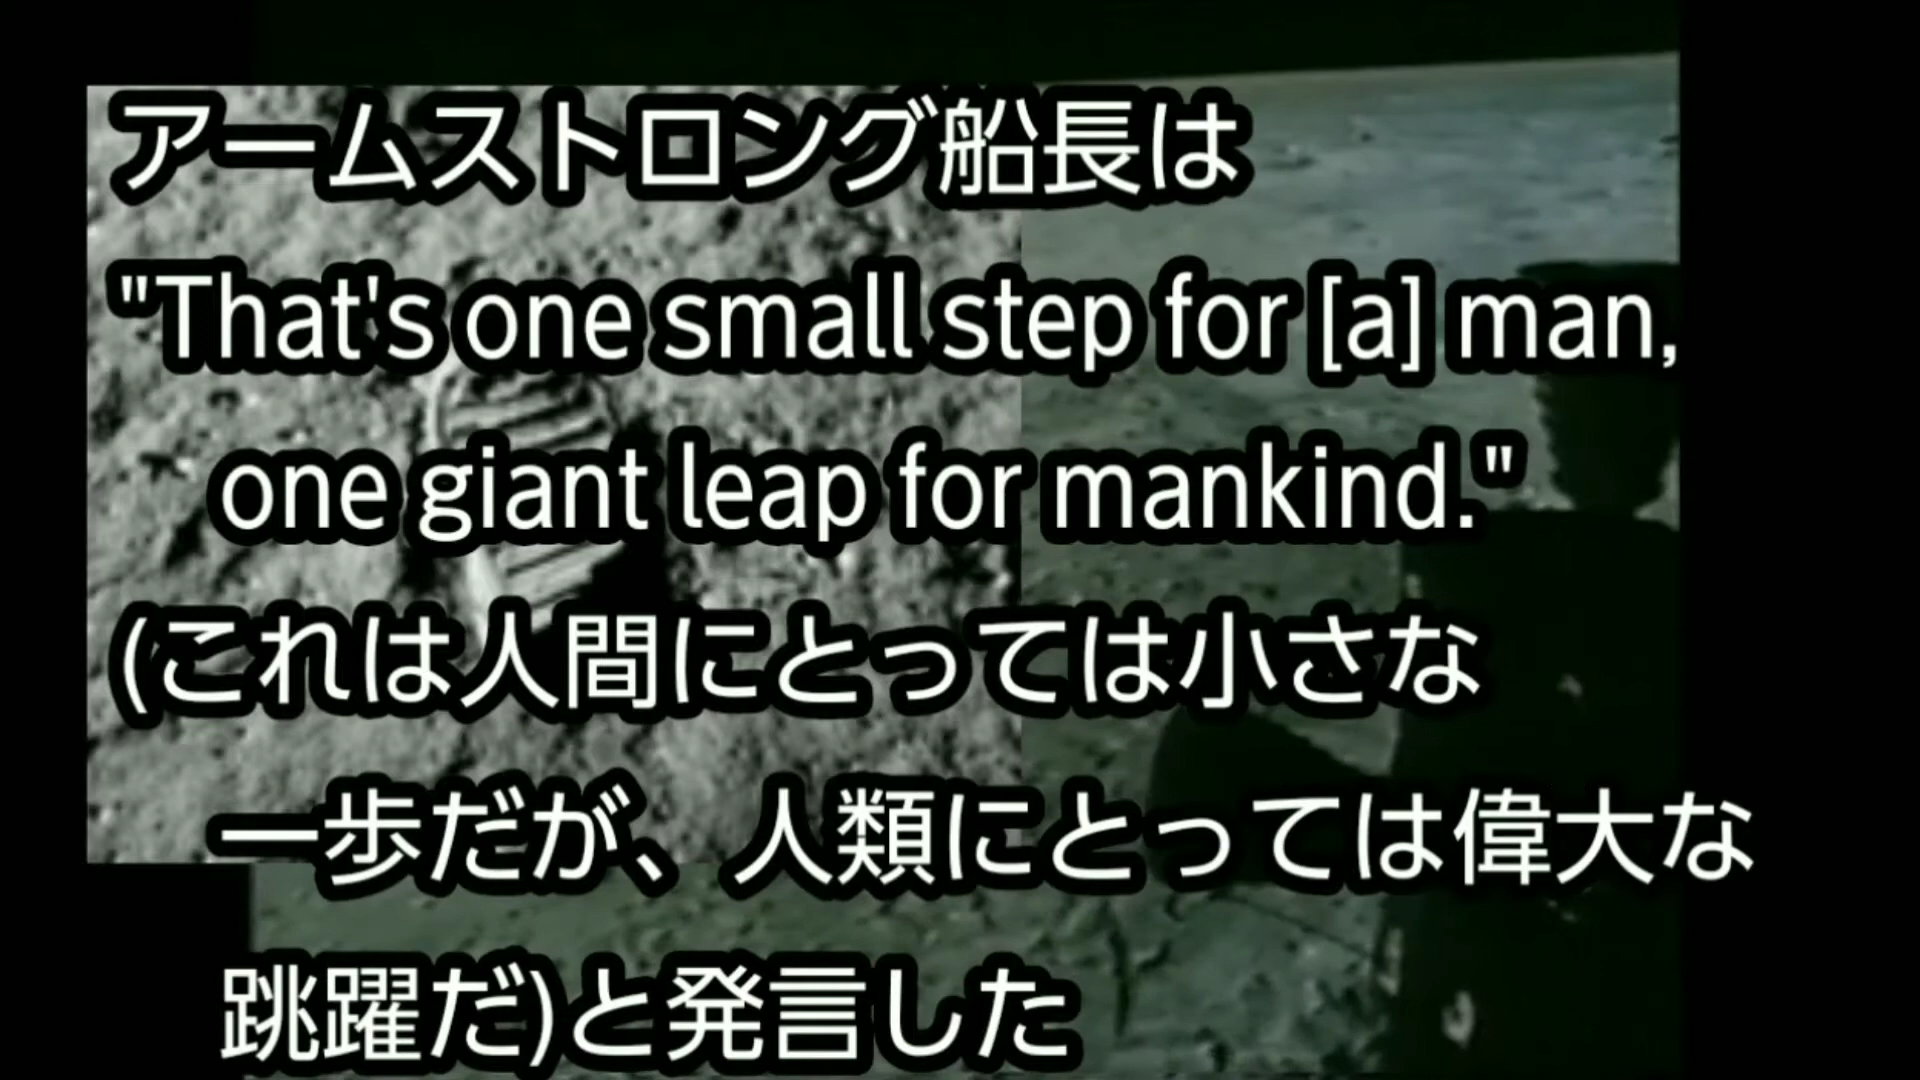 アームストロング船長は
"That's one small step for [a] man,
one giant leap for mankind."
(これは人間にとっては小さな
一歩だが、人類にとっては偉大な
跳躍だ)と発言した